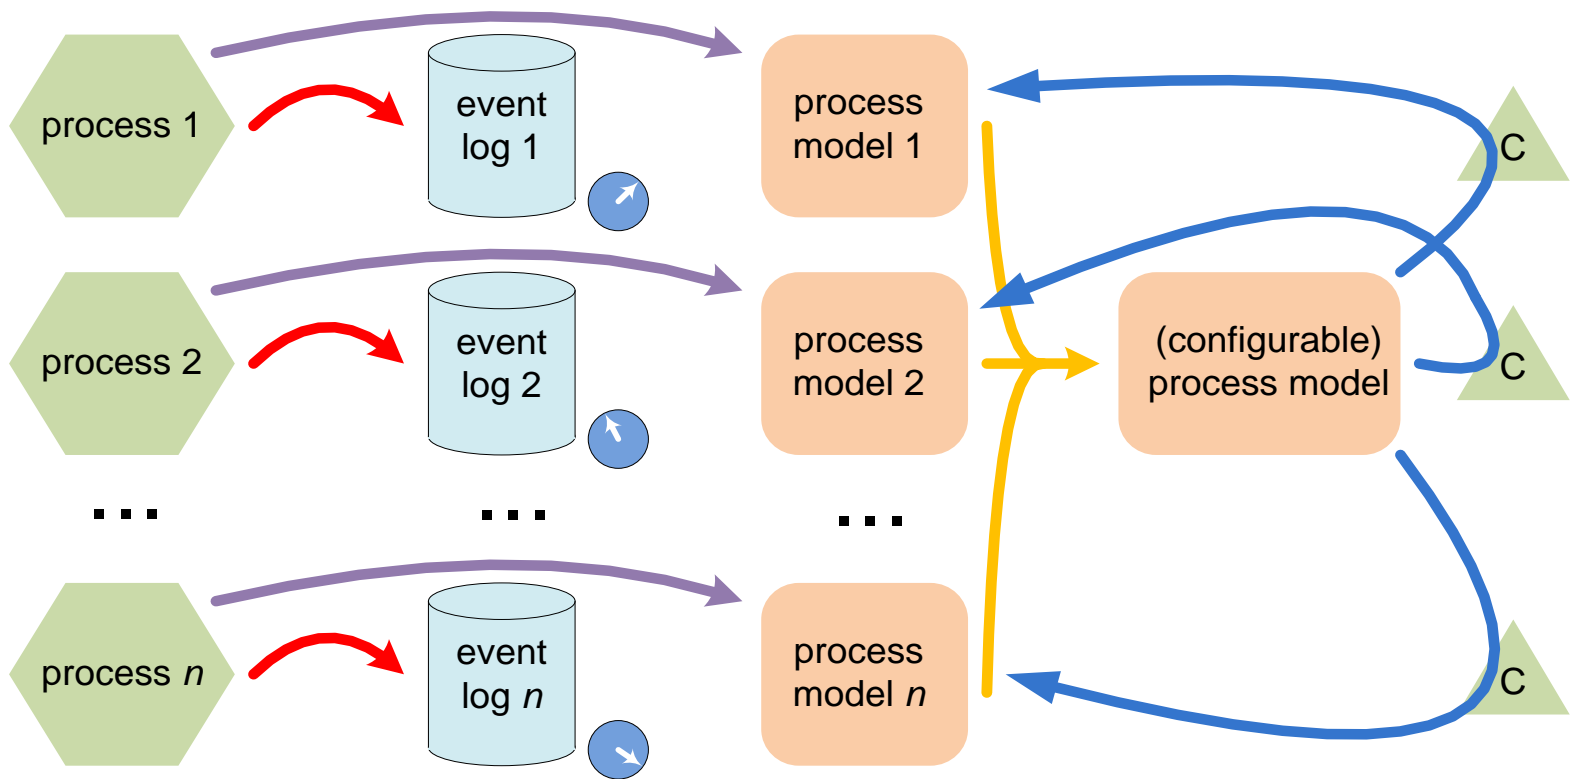 process 1
event
log 1
process
model 1
C
process 2
event
log 2
process
model 2
(configurable)
process model
C
...
...
...
process n
event
log n
process
model n
C